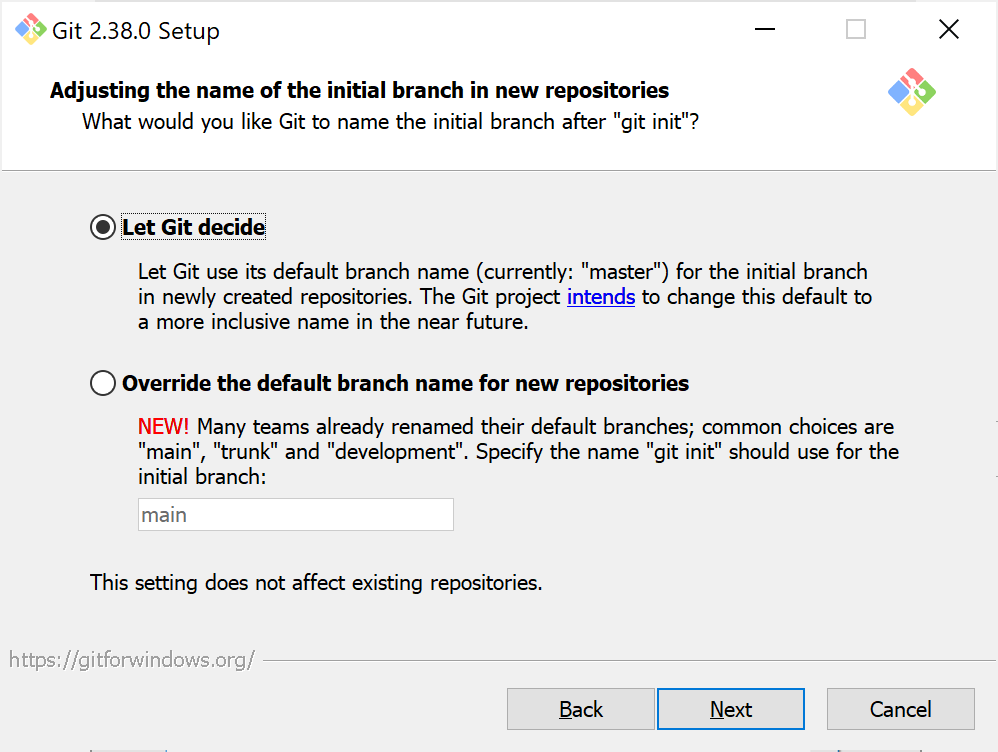 Git 2.38.0 Setup
Adjusting the name of the initial branch in new repositories
What would you like Git to name the initial branch after "git init"?
Let Git decide
Let Git use its default branch name (currently: "master") for the initial branch
in newly created repositories. The Git project intends to change this default to
a more inclusive name in the near future.
Override the default branch name for new repositories
NEW! Many teams already renamed their default branches; common choices are
"main", "trunk" and "development". Specify the name "git init" should use for the
initial branch:
main
This setting does not affect existing repositories.
https://gitforwindows.org/
Back Next Cancel